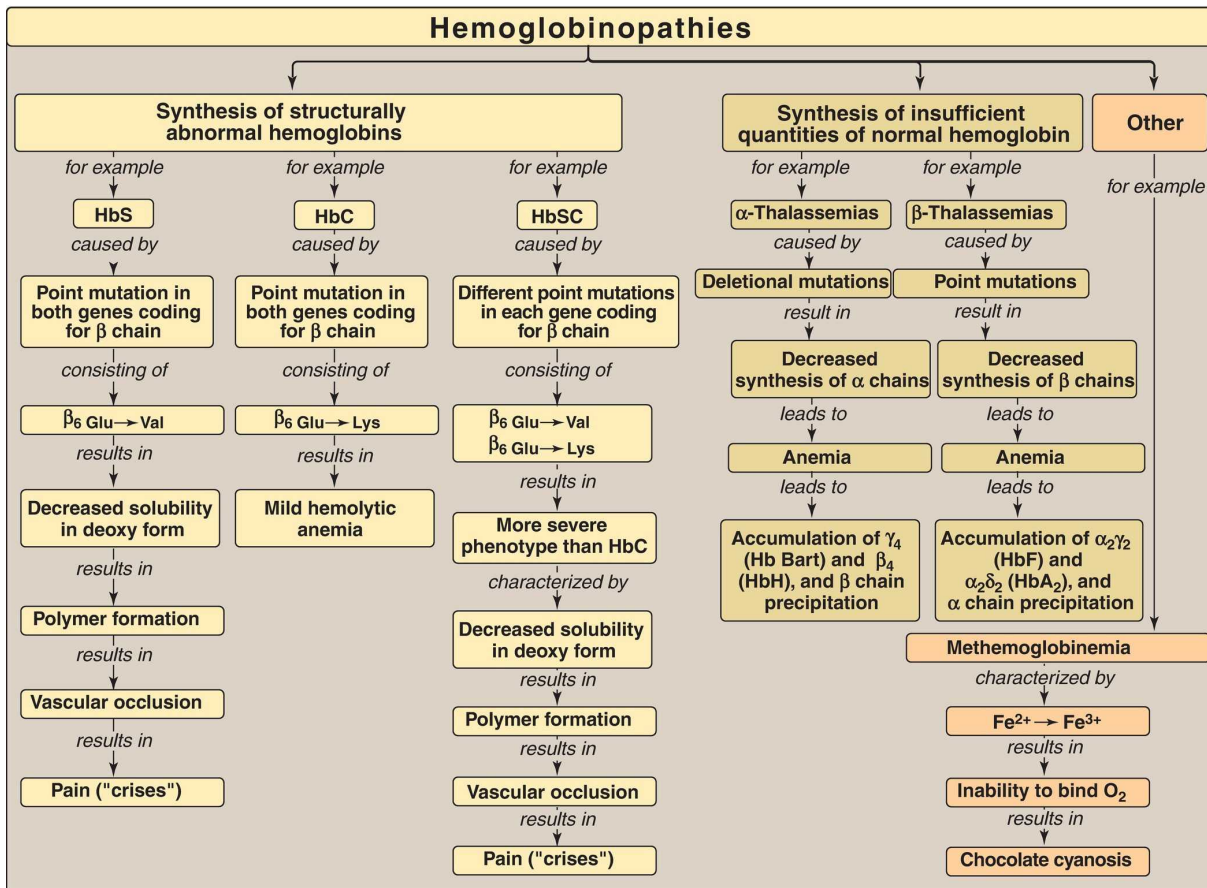 Hemoglobinopathies
Synthesis of structurally
abnormal hemoglobins
for example
HbS
caused by
Point mutation in
both genes coding
for β chain
consisting of
β₆ Glu → Val
results in
Decreased solubility
in deoxy form
results in
Polymer formation
results in
Vascular occlusion
results in
Pain ("crises")
for example
HbC
caused by
Point mutation in
both genes coding
for β chain
consisting of
β₆ Glu → Lys
results in
Mild hemolytic
anemia
for example
HbSC
caused by
Different point mutations
in each gene coding
for β chain
consisting of
β₆ Glu → Val
β₆ Glu → Lys
results in
More severe
phenotype than HbC
characterized by
Decreased solubility
in deoxy form
results in
Polymer formation
results in
Vascular occlusion
results in
Pain ("crises")
Synthesis of insufficient
quantities of normal hemoglobin
for example
α-Thalassemias
caused by
Deletional mutations
result in
Decreased
synthesis of α chains
leads to
Anemia
leads to
Accumulation of γ₄
(Hb Bart) and β₄
(HbH), and β chain
precipitation
for example
β-Thalassemias
caused by
Point mutations
result in
Decreased
synthesis of β chains
leads to
Anemia
leads to
Accumulation of α₂γ₂
(HbF) and
α₂δ₂ (HbA₂), and
α chain precipitation
Other
for example
Methemoglobinemia
characterized by
Fe²⁺ → Fe³⁺
results in
Inability to bind O₂
results in
Chocolate cyanosis